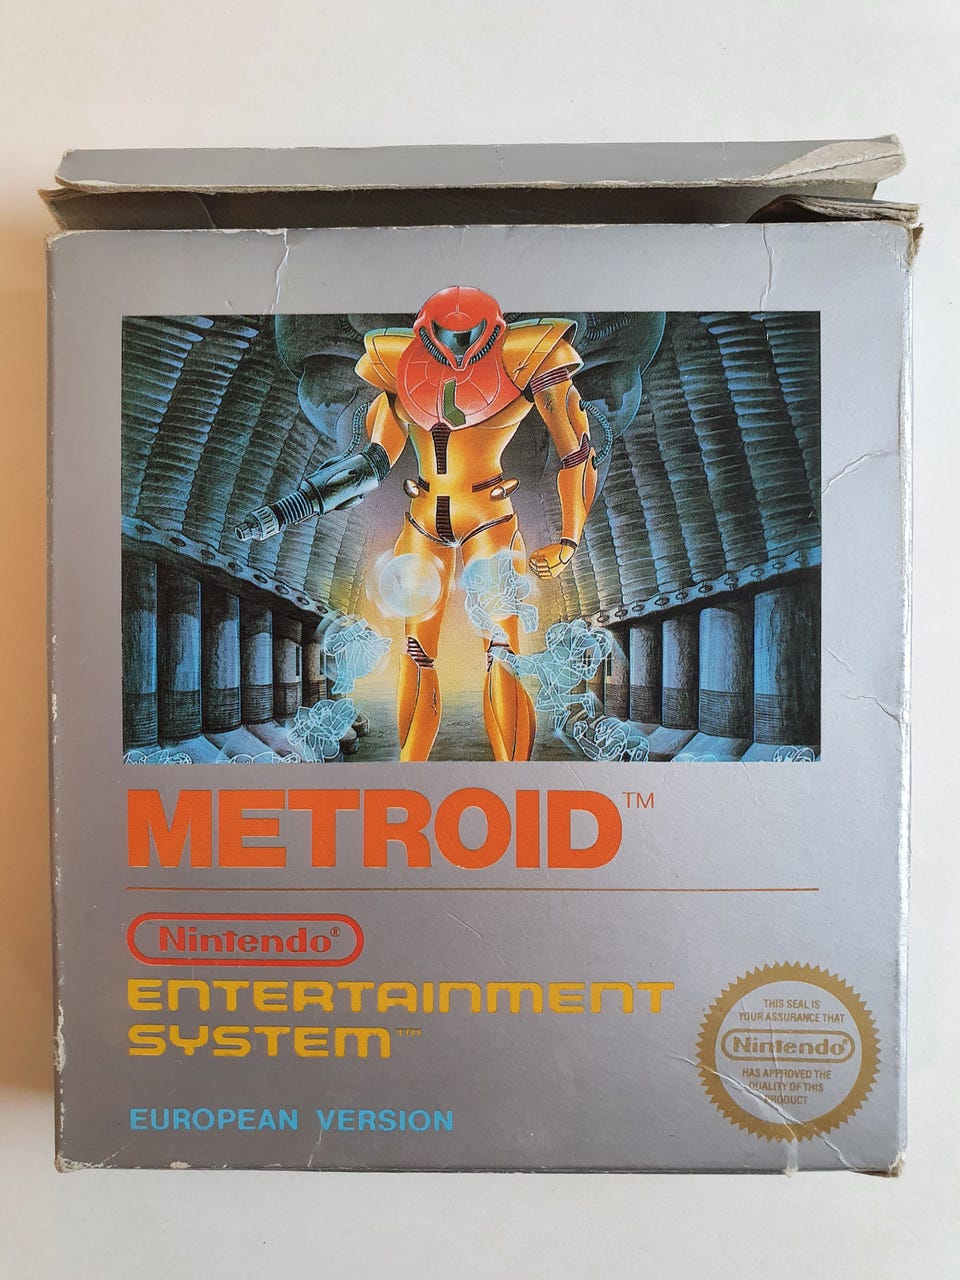 METROID™
Nintendo®
ENTERTAINMENT
SYSTEM™
EUROPEAN VERSION
THIS SEAL IS
YOUR ASSURANCE THAT
Nintendo®
HAS APPROVED THE
QUALITY OF THIS
PRODUCT